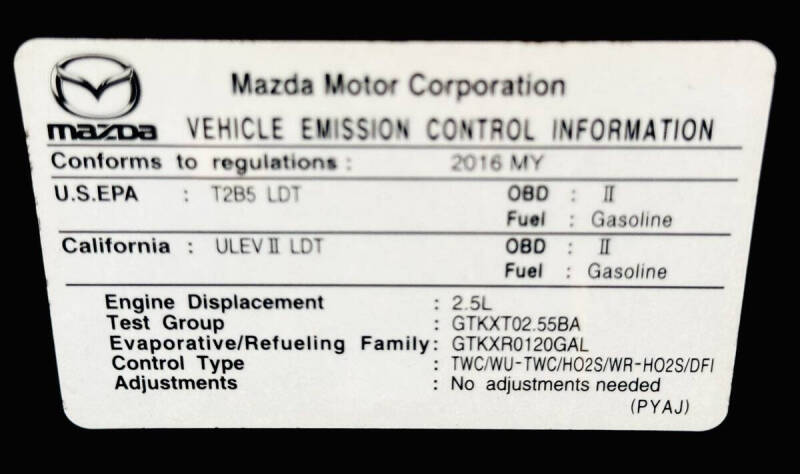 Mazda Motor Corporation
mazda VEHICLE EMISSION CONTROL INFORMATION
Conforms to regulations : 2016 MY
U.S.EPA : T2B5 LDT OBD : II
Fuel : Gasoline
California : ULEV II LDT OBD : II
Fuel : Gasoline
Engine Displacement : 2.5L
Test Group : GTKXT02.55BA
Evaporative/Refueling Family: GTKXR0120GAL
Control Type : TWC/WU-TWC/HO2S/WR-HO2S/DFI
Adjustments : No adjustments needed
(PYAJ)